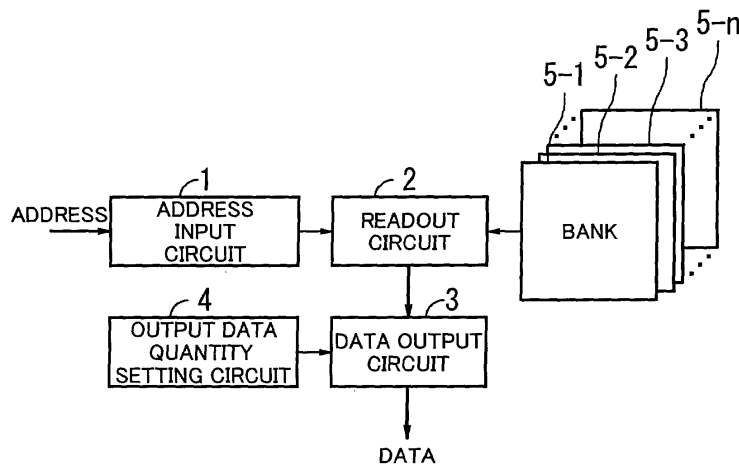 5-n
5-3
5-2
5-1
1
2
ADDRESS
ADDRESS
INPUT
CIRCUIT
READOUT
CIRCUIT
BANK
4
3
OUTPUT DATA
QUANTITY
SETTING CIRCUIT
DATA OUTPUT
CIRCUIT
DATA